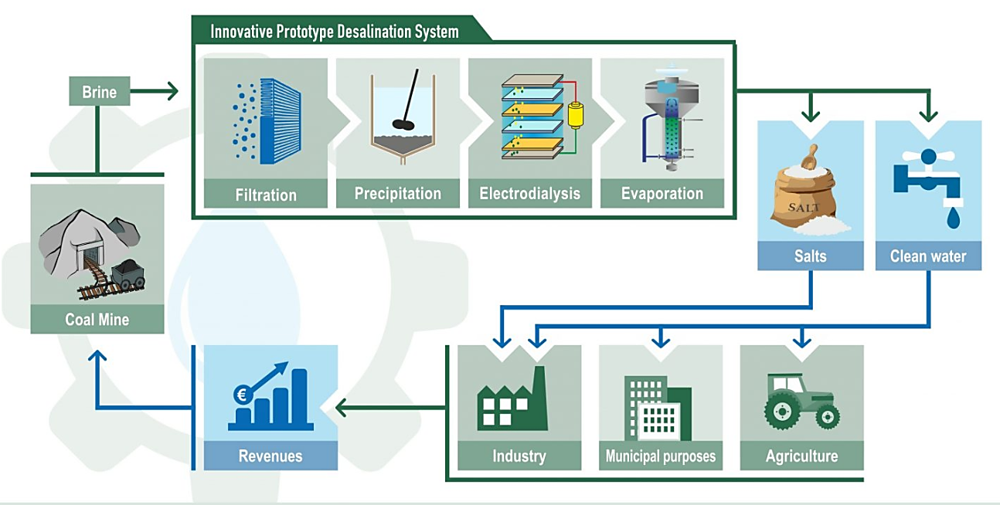 Innovative Prototype Desalination System
Brine
Filtration
Precipitation
Electrodialysis
Evaporation
SALT
Salts
Clean water
Coal Mine
€
Revenues
Industry
Municipal purposes
Agriculture